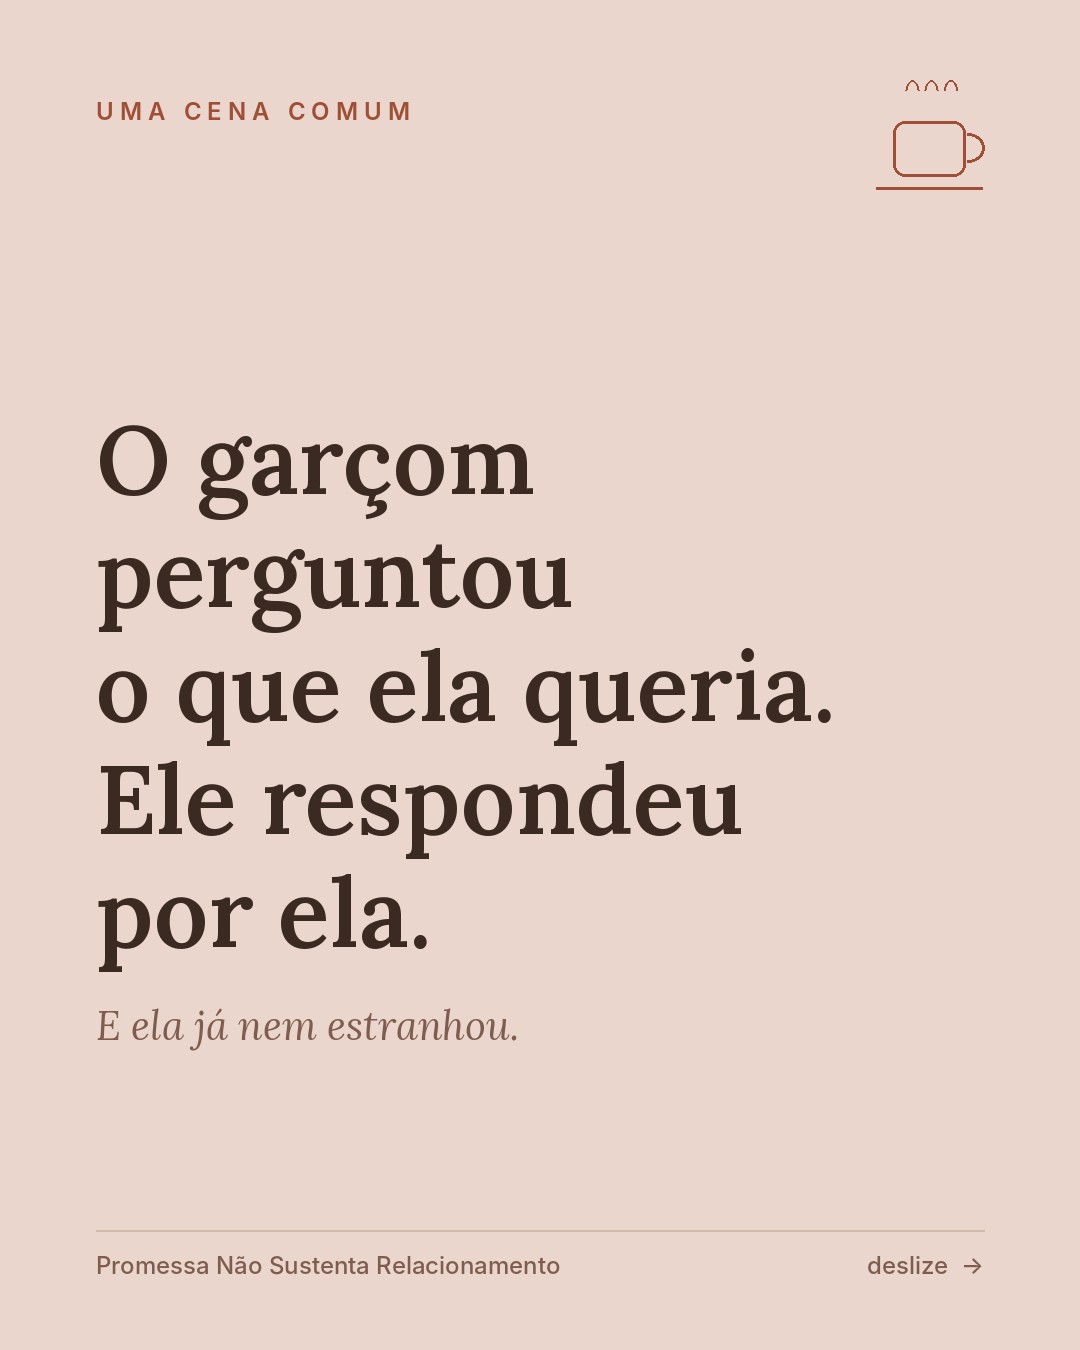 UMA CENA COMUM
O garçom
perguntou
o que ela queria.
Ele respondeu
por ela.
E ela já nem estranhou.
Promessa Não Sustenta Relacionamento
deslize →